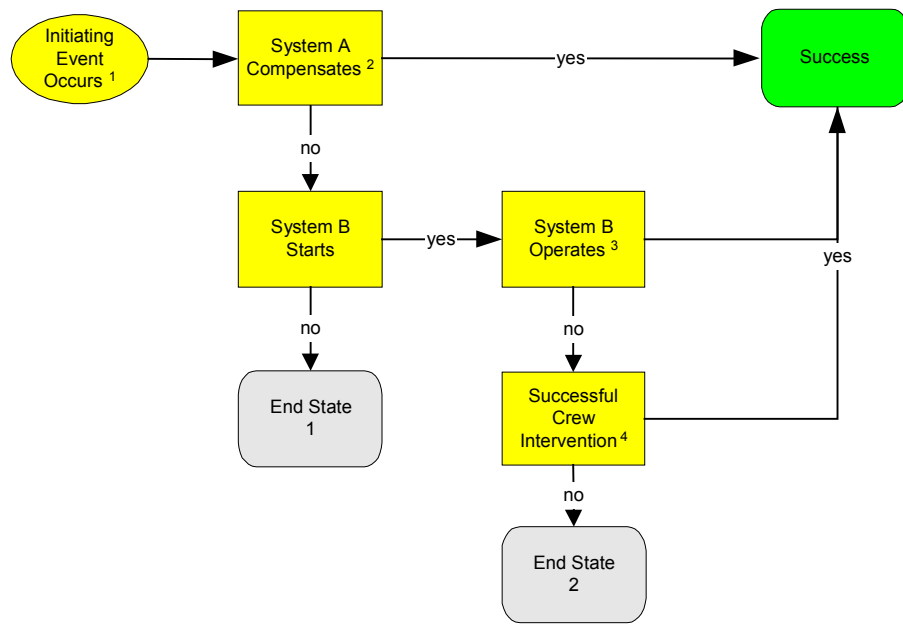 Initiating
Event
Occurs 1
System A
Compensates 2
yes
Success
no
System B
Starts
yes
System B
Operates 3
yes
no
no
End State
1
Successful
Crew
Intervention 4
no
End State
2